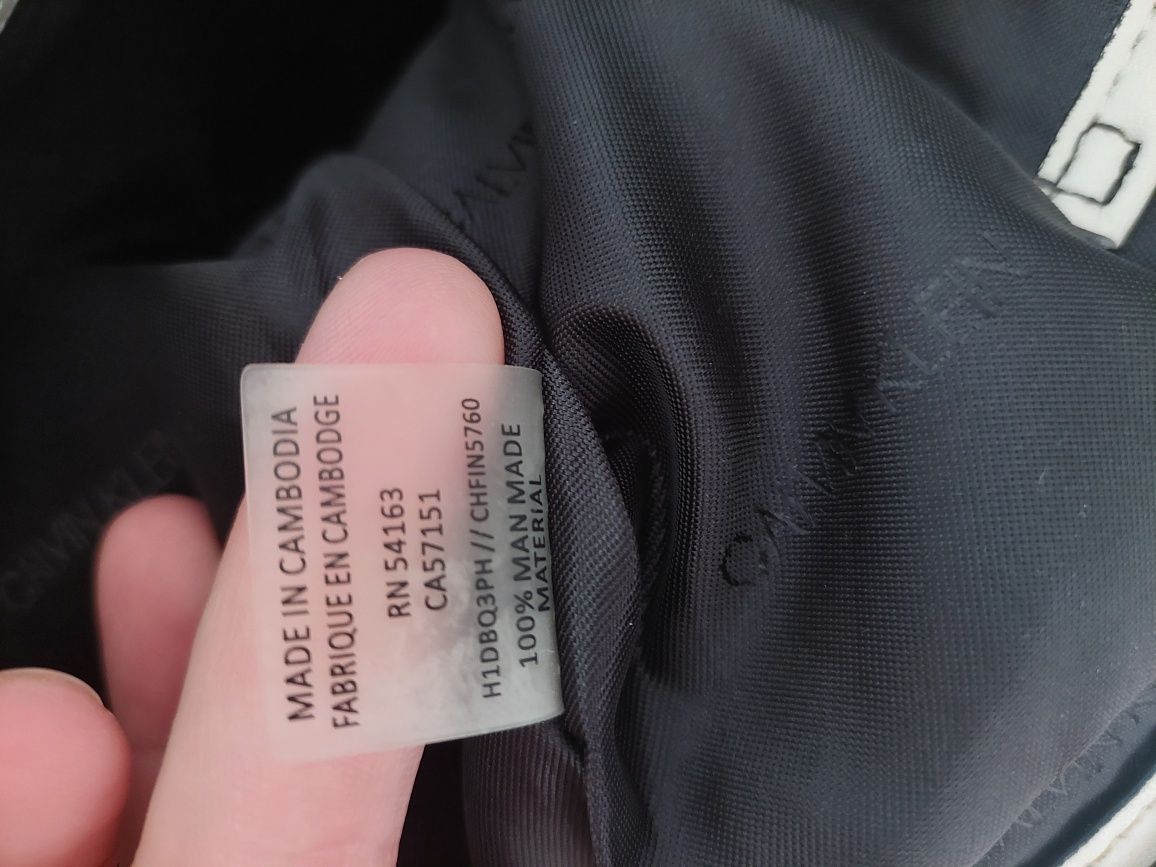 MADE IN CAMBODIA
FABRIQUE EN CAMBODGE
RN 54163
CA57151
H1DBQ3PH // CHFIN5760
100% MAN MADE
MATERIAL